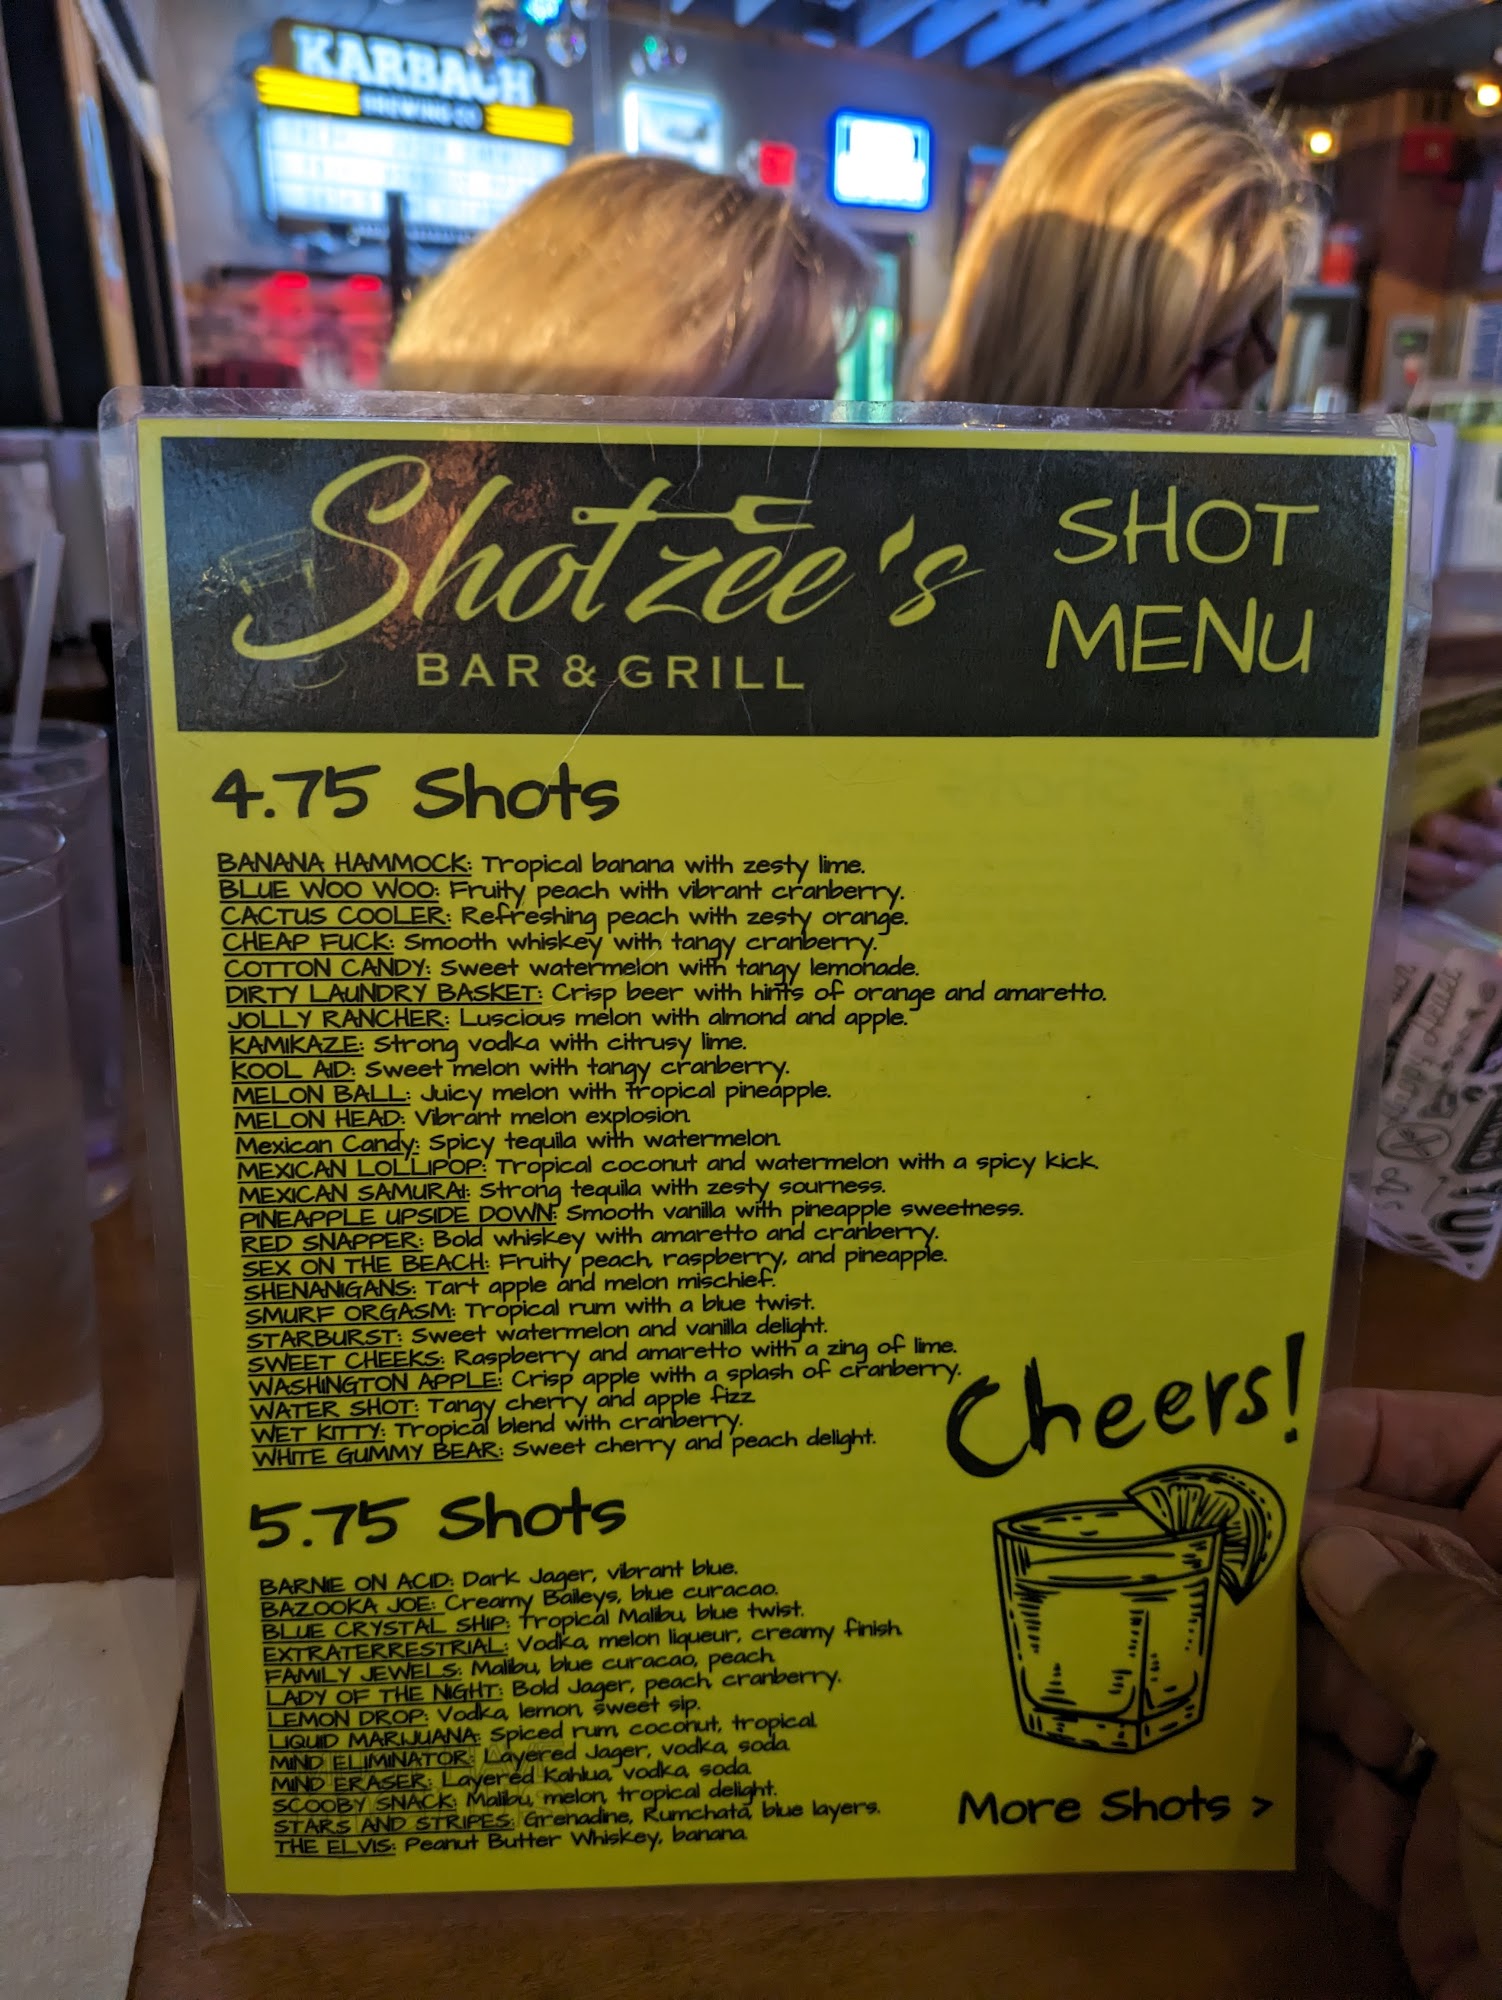 KARBACH
BREWING CO
Shotzee's
BAR & GRILL
SHOT
MENU
4.75 Shots
BANANA HAMMOCK: Tropical banana with zesty lime.
BLUE WOO WOO: Fruity peach with vibrant cranberry.
CACTUS COOLER: Refreshing peach with zesty orange.
CHEAP FUCK: Smooth whiskey with tangy cranberry.
COTTON CANDY: Sweet watermelon with tangy lemonade.
DIRTY LAUNDRY BASKET: Crisp beer with hints of orange and amaretto.
JOLLY RANCHER: Luscious melon with almond and apple.
KAMIKAZE: Strong vodka with citrusy lime.
KOOL AID: Sweet melon with tangy cranberry.
MELON BALL: Juicy melon with tropical pineapple.
MELON HEAD: Vibrant melon explosion.
Mexican Candy: Spicy tequila with watermelon.
MEXICAN LOLLIPOP: Tropical coconut and watermelon with a spicy kick.
MEXICAN SAMURAI: Strong tequila with zesty sourness.
PINEAPPLE UPSIDE DOWN: Smooth vanilla with pineapple sweetness.
RED SNAPPER: Bold whiskey with amaretto and cranberry.
SEX ON THE BEACH: Fruity peach, raspberry, and pineapple.
SHENANIGANS: Tart apple and melon mischief.
SMURF ORGASM: Tropical rum with a blue twist.
STARBURST: Sweet watermelon and vanilla delight.
SWEET CHEEKS: Raspberry and amaretto with a zing of lime.
WASHINGTON APPLE: Crisp apple with a splash of cranberry.
WATER SHOT: Tangy cherry and apple fizz.
WET KITTY: Tropical blend with cranberry.
WHITE GUMMY BEAR: Sweet cherry and peach delight.
Cheers!
5.75 Shots
BARNIE ON ACID: Dark Jager, vibrant blue.
BAZOOKA JOE: Creamy Baileys, blue curacao.
BLUE CRYSTAL SHIP: Tropical Malibu, blue twist.
EXTRATERRESTRIAL: Vodka, melon liqueur, creamy finish.
FAMILY JEWELS: Malibu, blue curacao, peach.
LADY OF THE NIGHT: Bold Jager, peach, cranberry.
LEMON DROP: Vodka, lemon, sweet sip.
LIQUID MARIJUANA: Spiced rum, coconut, tropical.
MIND ELIMINATOR: Layered Jager, vodka, soda.
MIND ERASER: Layered Kahlua, vodka, soda.
SCOOBY SNACK: Malibu, melon, tropical delight.
STARS AND STRIPES: Grenadine, Rumchata, blue layers.
THE ELVIS: Peanut Butter Whiskey, banana.
More Shots >